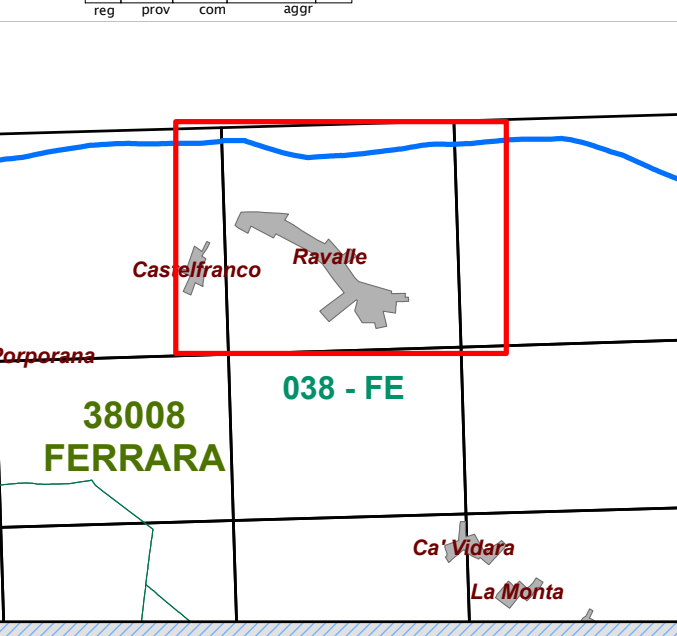 reg prov com aggr
Castelfranco
Ravalle
Porporana
038 - FE
38008
FERRARA
Ca' Vidara
La Monta